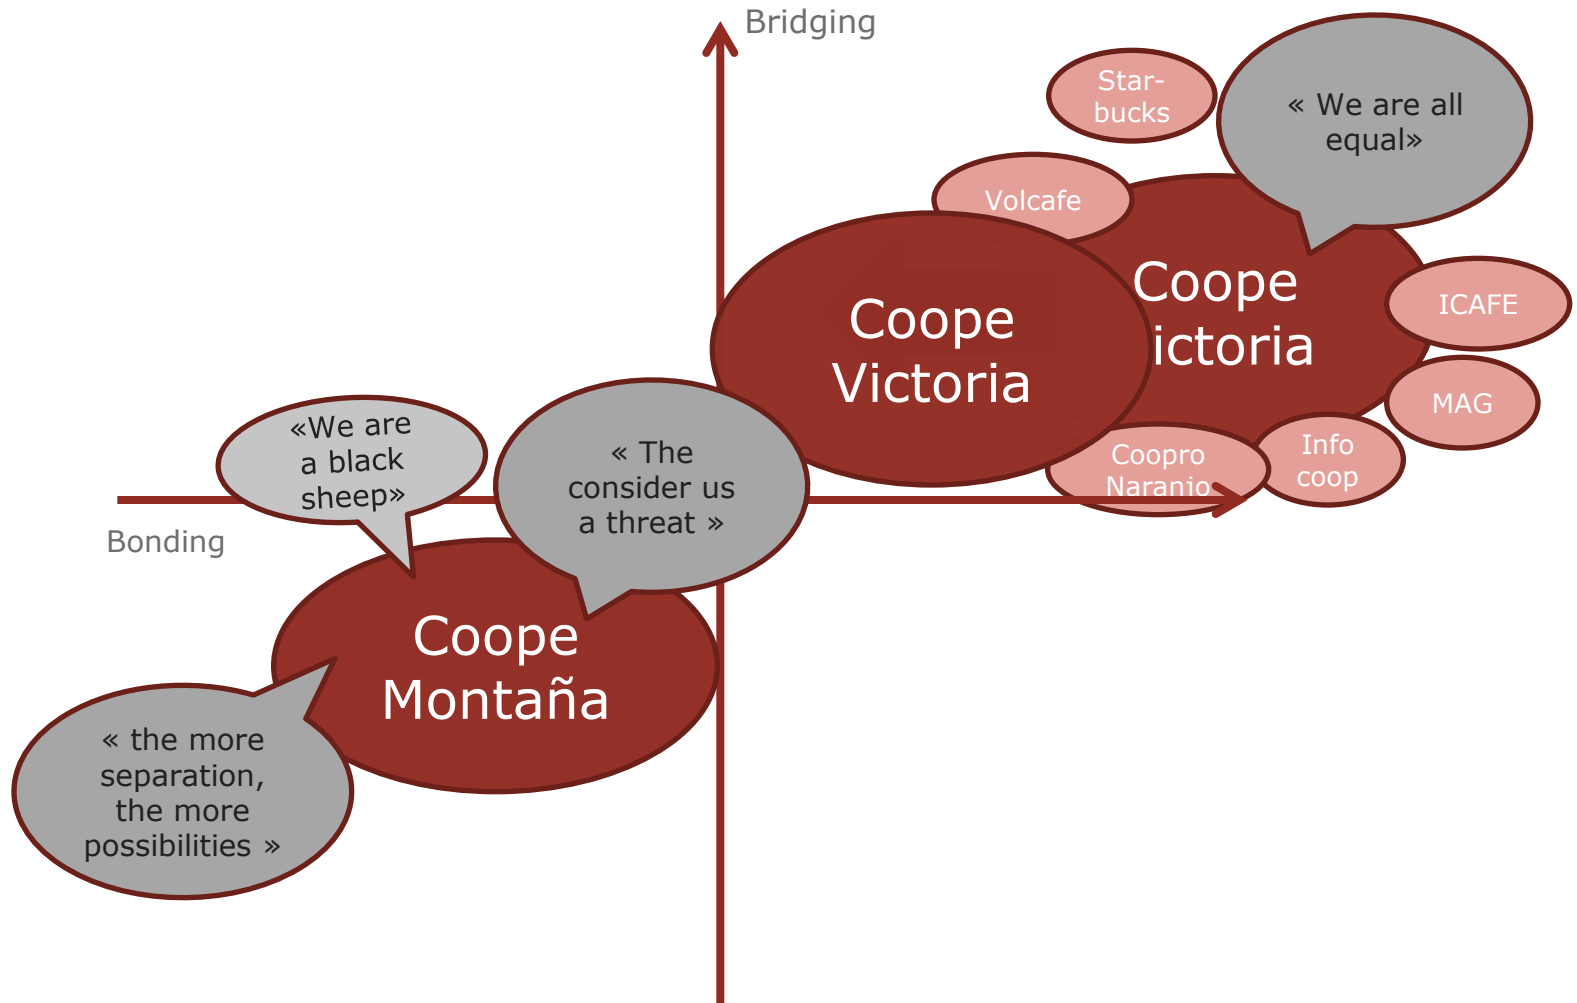 Bridging
Star-
bucks
« We are all
equal»
Volcafe
Coope
ictoria
Coope
Victoria
ICAFE
MAG
Info
coop
Coopro
Naranjo
«We are
a black
sheep»
« The
consider us
a threat »
Bonding
Coope
Montaña
« the more
separation,
the more
possibilities »